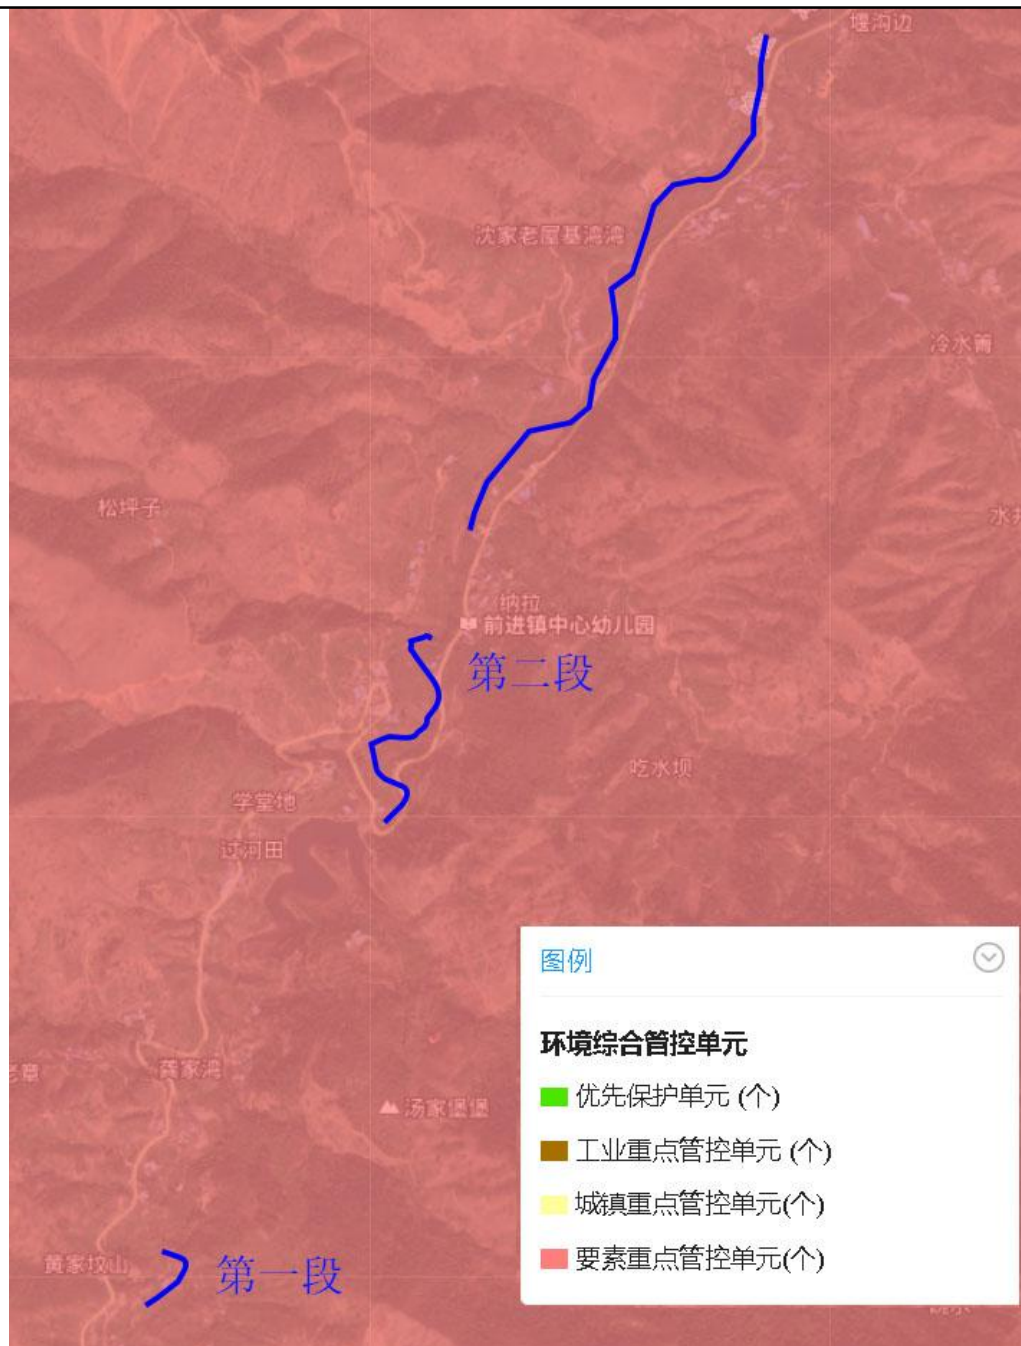 堰沟边
沈家老屋基湾湾
冷水箐
松坪子
水井
纳拉
前进镇中心幼儿园
第二段
吃水坝
学堂地
过河田
图例
环境综合管控单元
优先保护单元 (个)
工业重点管控单元 (个)
城镇重点管控单元(个)
要素重点管控单元(个)
龚家湾
汤家堡堡
黄家坟山
第一段